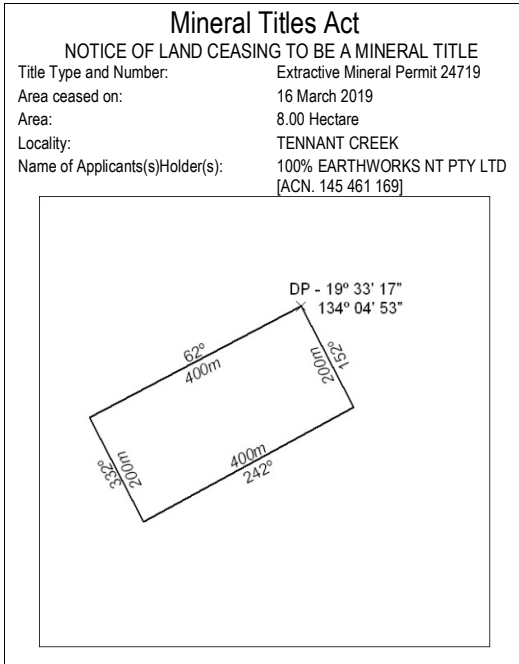 Mineral Titles Act
NOTICE OF LAND CEASING TO BE A MINERAL TITLE
Title Type and Number: Extractive Mineral Permit 24719
Area ceased on: 16 March 2019
Area: 8.00 Hectare
Locality: TENNANT CREEK
Name of Applicants(s)Holder(s): 100% EARTHWORKS NT PTY LTD
[ACN. 145 461 169]
DP - 19º 33' 17"
134º 04' 53"
62º
400m
152º
200m
332º
200m
400m
242º